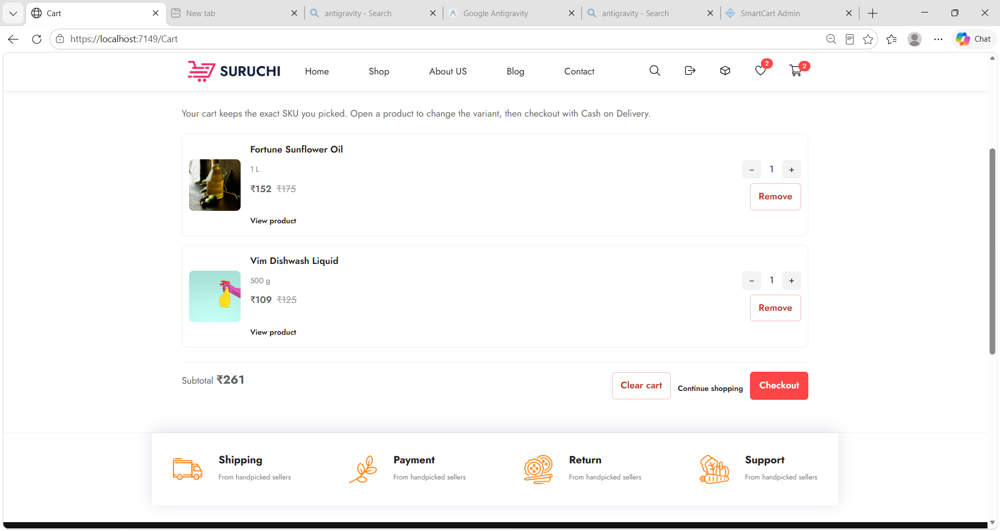 Cart
New tab
antigravity - Search
Google Antigravity
antigravity - Search
SmartCart Admin
https://localhost:7149/Cart
Chat
SURUCHI
Home
Shop
About US
Blog
Contact
2
2
Your cart keeps the exact SKU you picked. Open a product to change the variant, then checkout with Cash on Delivery.
Fortune Sunflower Oil
1 L
₹152 ₹175
View product
– 1 +
Remove
Vim Dishwash Liquid
500 g
₹109 ₹125
View product
– 1 +
Remove
Subtotal ₹261
Clear cart
Continue shopping
Checkout
Shipping
From handpicked sellers
Payment
From handpicked sellers
Return
From handpicked sellers
Support
From handpicked sellers